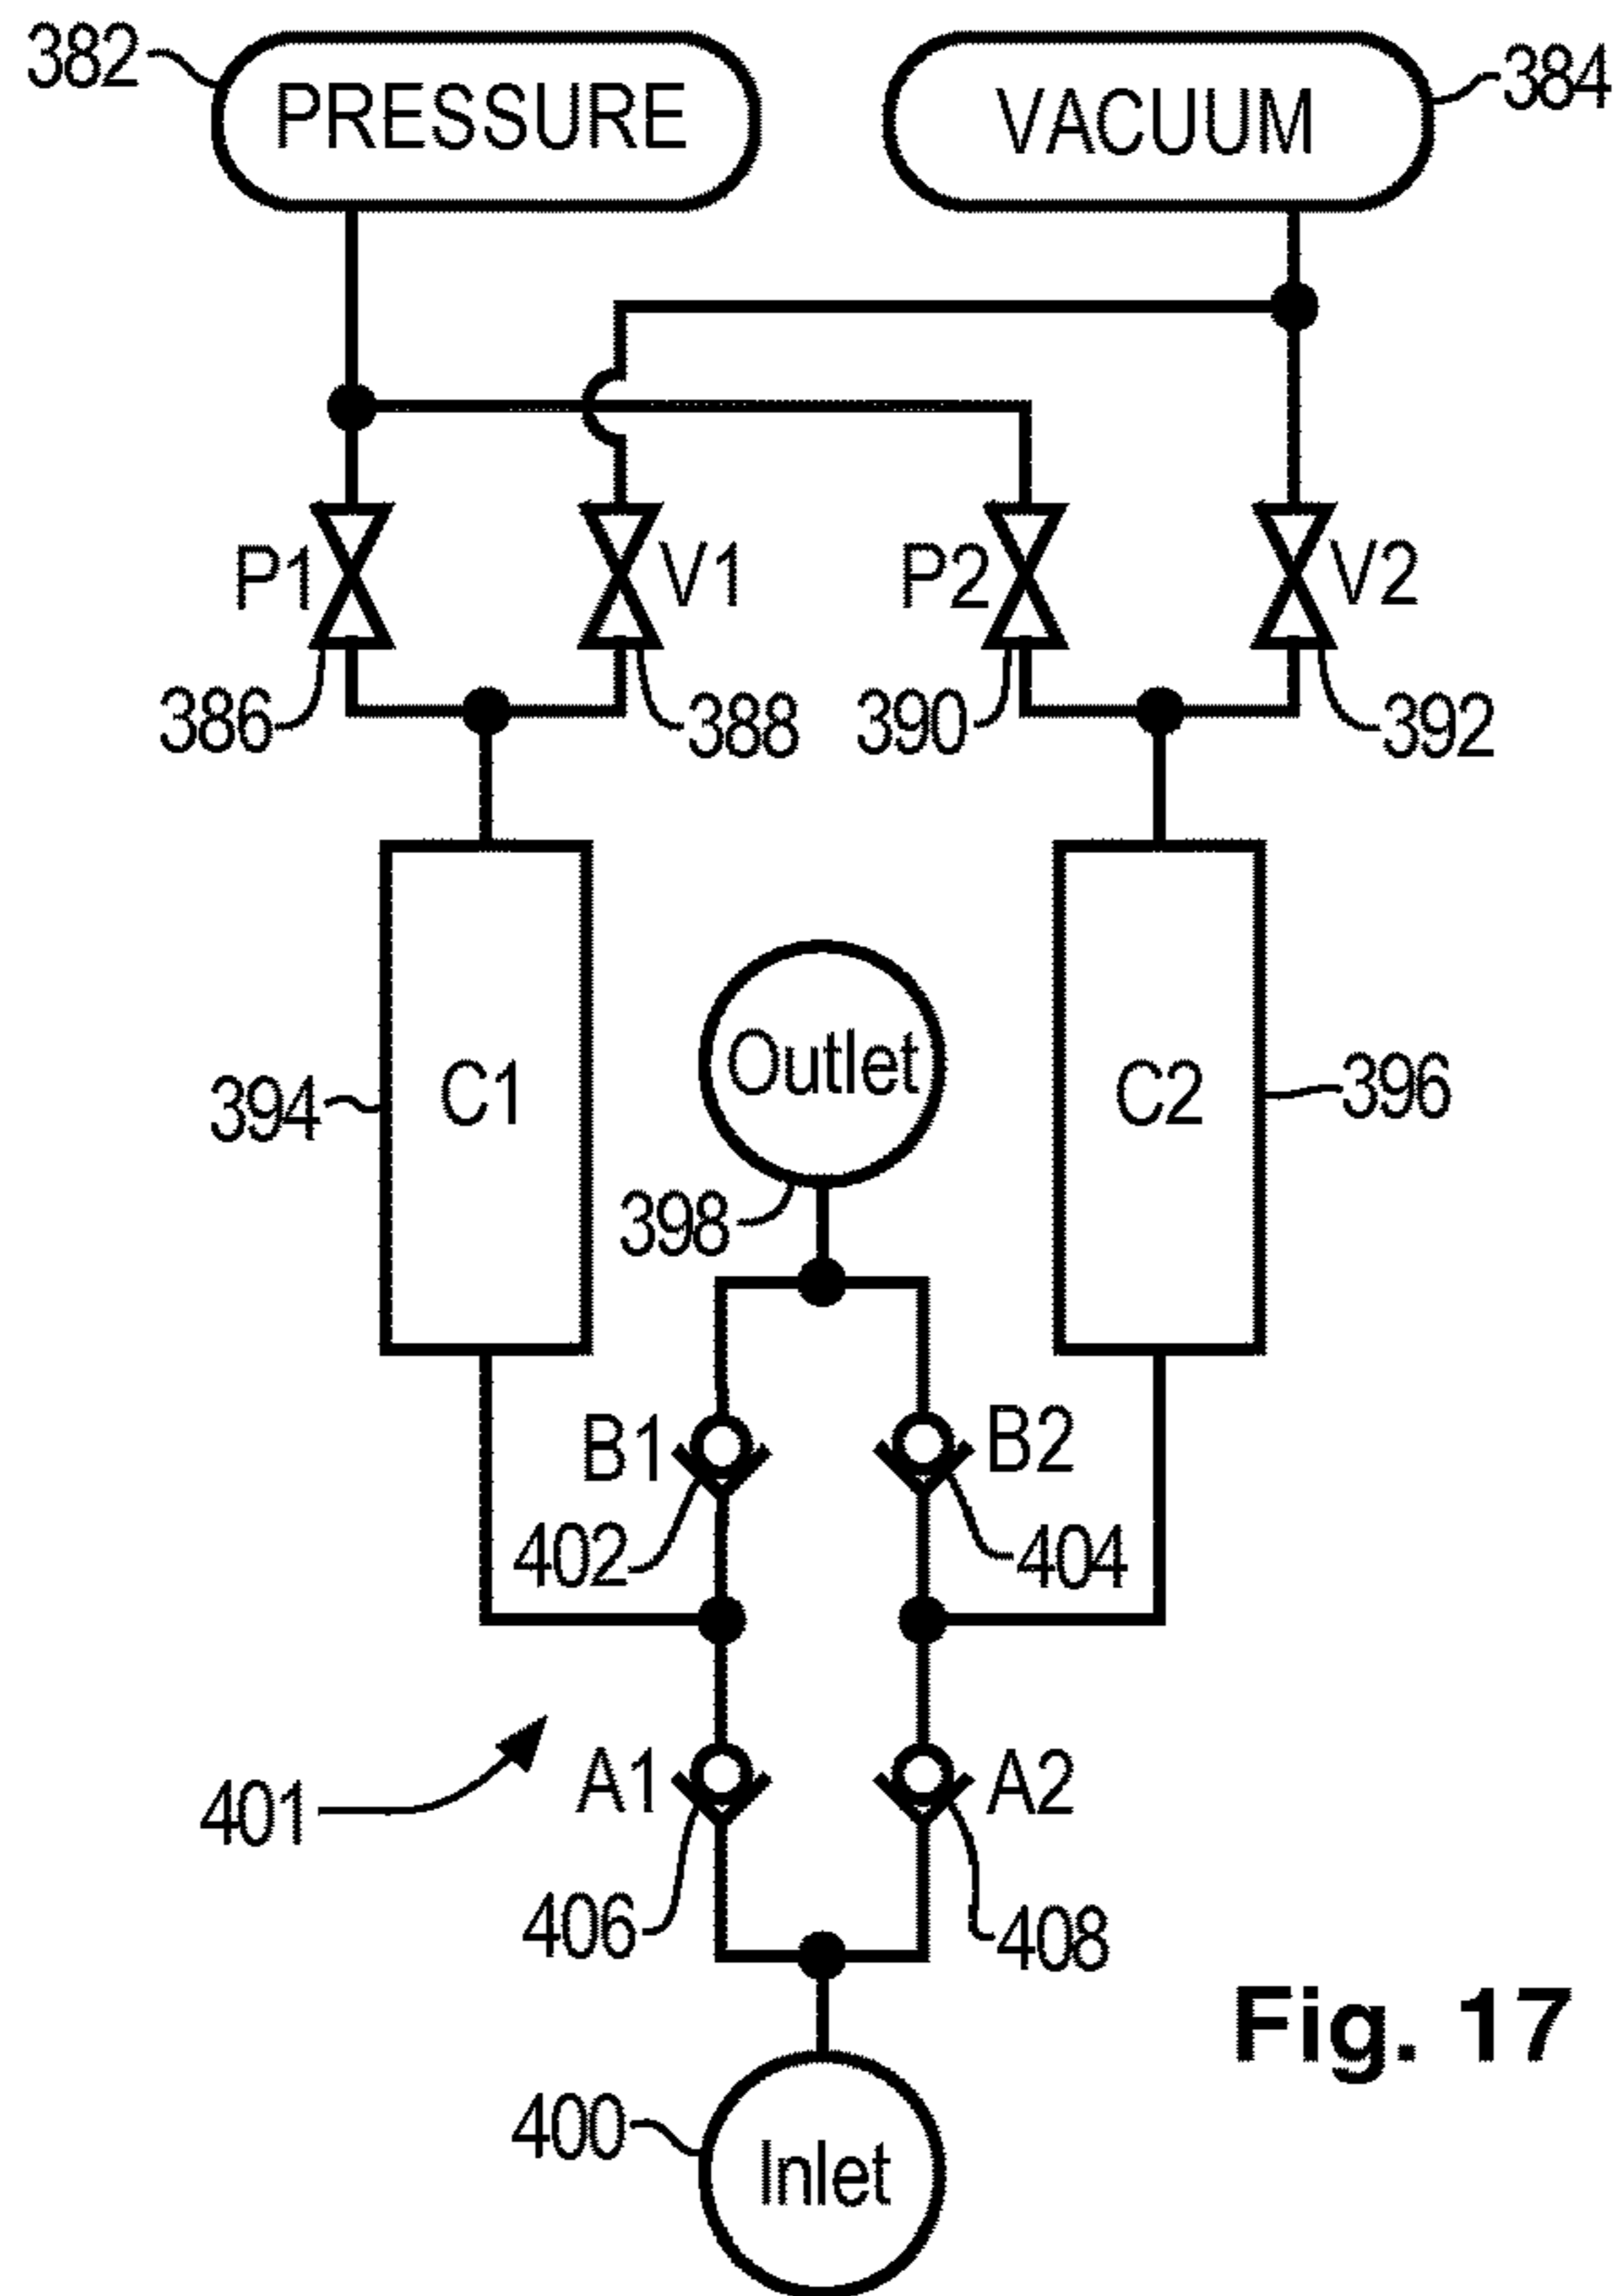 382
PRESSURE
VACUUM
384
P1
V1
P2
V2
386
388
390
392
394
C1
Outlet
C2
396
398
B1
B2
402
404
401
A1
A2
406
408
Fig. 17
400
Inlet